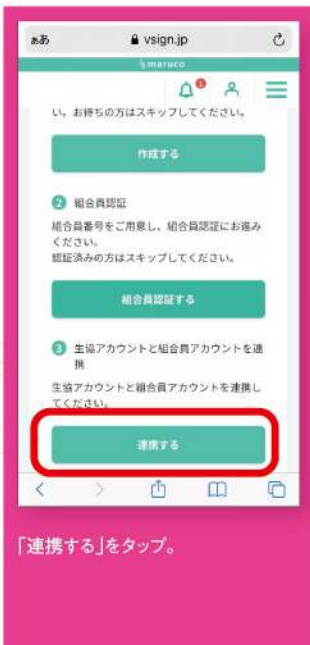 ぁあ
vsign.jp
maruco
い。お持ちの方はスキップしてください。
作成する
2 組合員認証
組合員番号をご用意し、組合員認証にお進み
ください。
認証済みの方はスキップしてください。
組合員認証する
3 生協アカウントと組合員アカウントを連
携
生協アカウントと組合員アカウントを連携し
てください。
連携する
「連携する」をタップ。